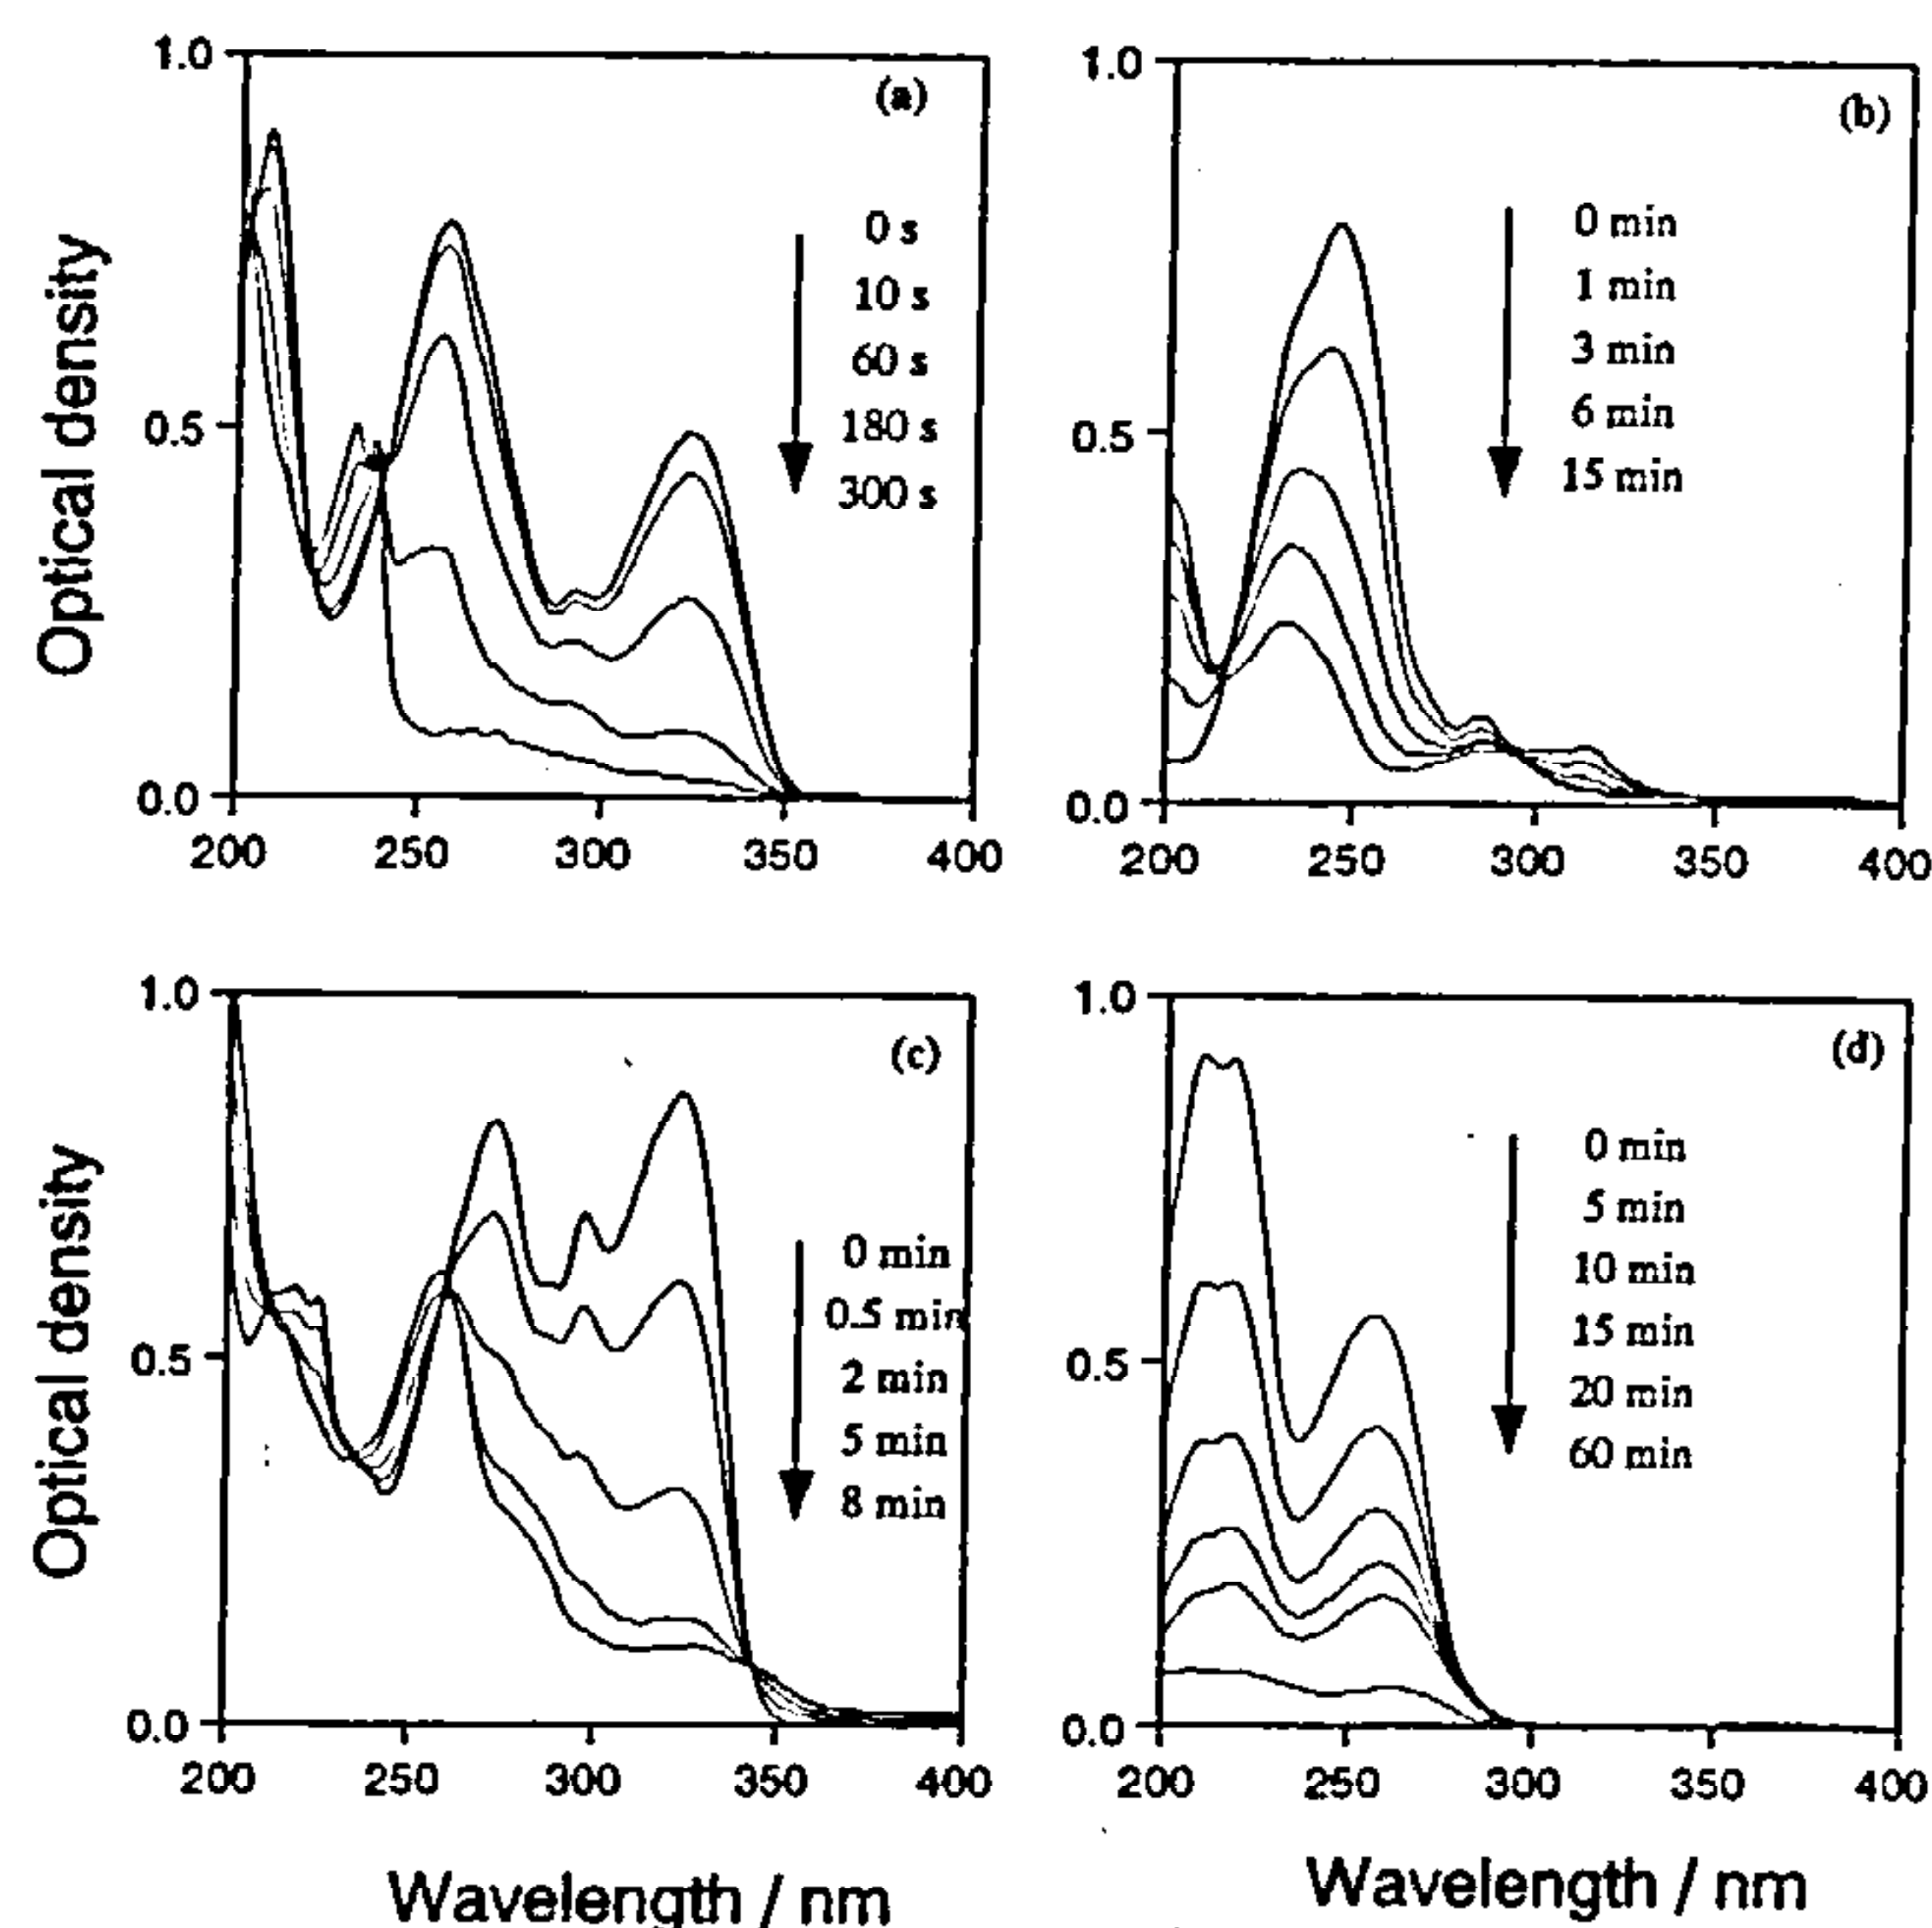 1.0
(a)
0 s
10 s
60 s
180 s
300 s
0.5
0.0
200 250 300 350 400
Optical density
1.0
(b)
0 min
1 min
3 min
6 min
15 min
0.5
0.0
200 250 300 350 400
1.0
(c)
0 min
0.5 min
2 min
5 min
8 min
0.5
0.0
200 250 300 350 400
Optical density
Wavelength / nm
1.0
(d)
0 min
5 min
10 min
15 min
20 min
60 min
0.5
0.0
200 250 300 350 400
Wavelength / nm